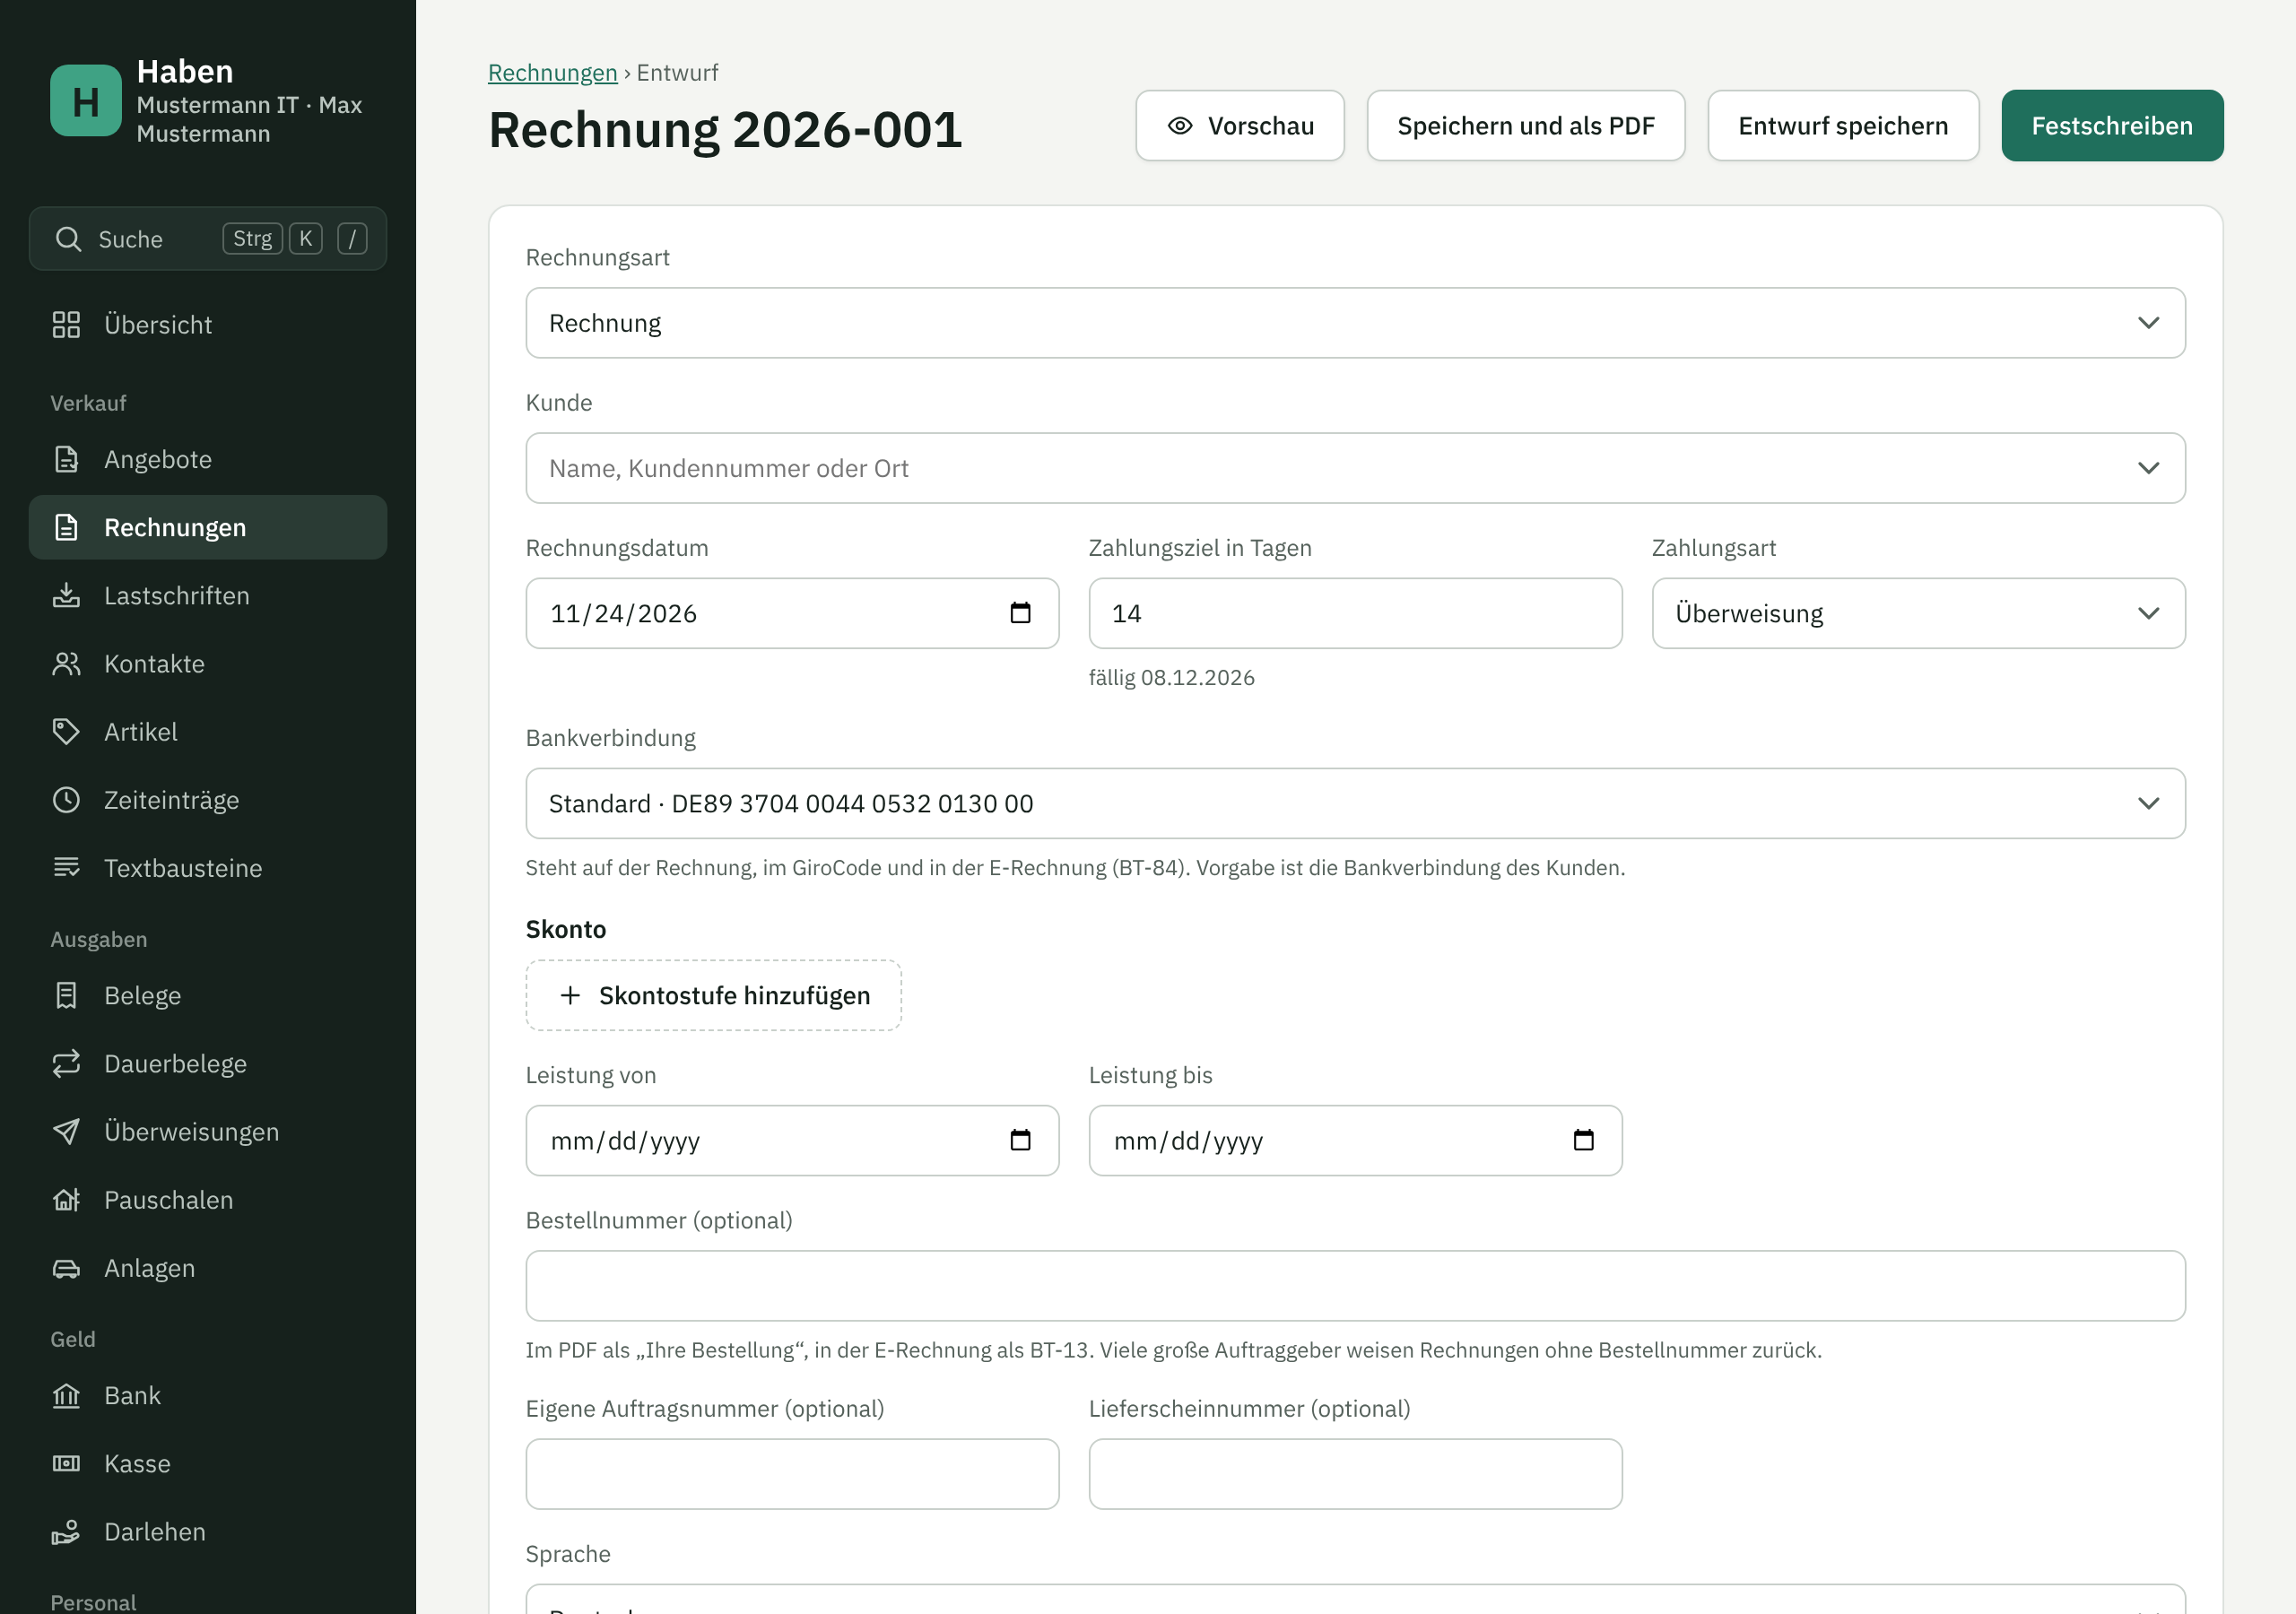 H
Haben
Mustermann IT · Max
Mustermann
Suche Strg K /
Übersicht
Verkauf
Angebote
Rechnungen
Lastschriften
Kontakte
Artikel
Zeiteinträge
Textbausteine
Ausgaben
Belege
Dauerbelege
Überweisungen
Pauschalen
Anlagen
Geld
Bank
Kasse
Darlehen
Personal
Rechnungen › Entwurf
Rechnung 2026-001
Vorschau
Speichern und als PDF
Entwurf speichern
Festschreiben
Rechnungsart
Rechnung
Kunde
Name, Kundennummer oder Ort
Rechnungsdatum
11/24/2026
Zahlungsziel in Tagen
14
fällig 08.12.2026
Zahlungsart
Überweisung
Bankverbindung
Standard · DE89 3704 0044 0532 0130 00
Steht auf der Rechnung, im GiroCode und in der E-Rechnung (BT-84). Vorgabe ist die Bankverbindung des Kunden.
Skonto
+ Skontostufe hinzufügen
Leistung von
mm/dd/yyyy
Leistung bis
mm/dd/yyyy
Bestellnummer (optional)
Im PDF als „Ihre Bestellung“, in der E-Rechnung als BT-13. Viele große Auftraggeber weisen Rechnungen ohne Bestellnummer zurück.
Eigene Auftragsnummer (optional)
Lieferscheinnummer (optional)
Sprache